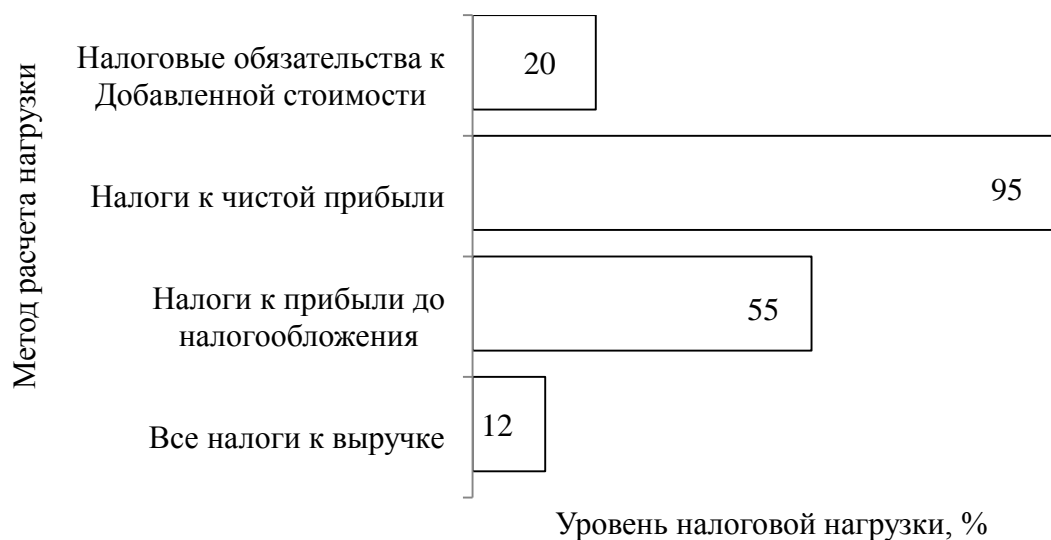 Метод расчета нагрузки
Налоговые обязательства к
Добавленной стоимости
20
Налоги к чистой прибыли
95
Налоги к прибыли до
налогообложения
55
Все налоги к выручке
12
Уровень налоговой нагрузки, %